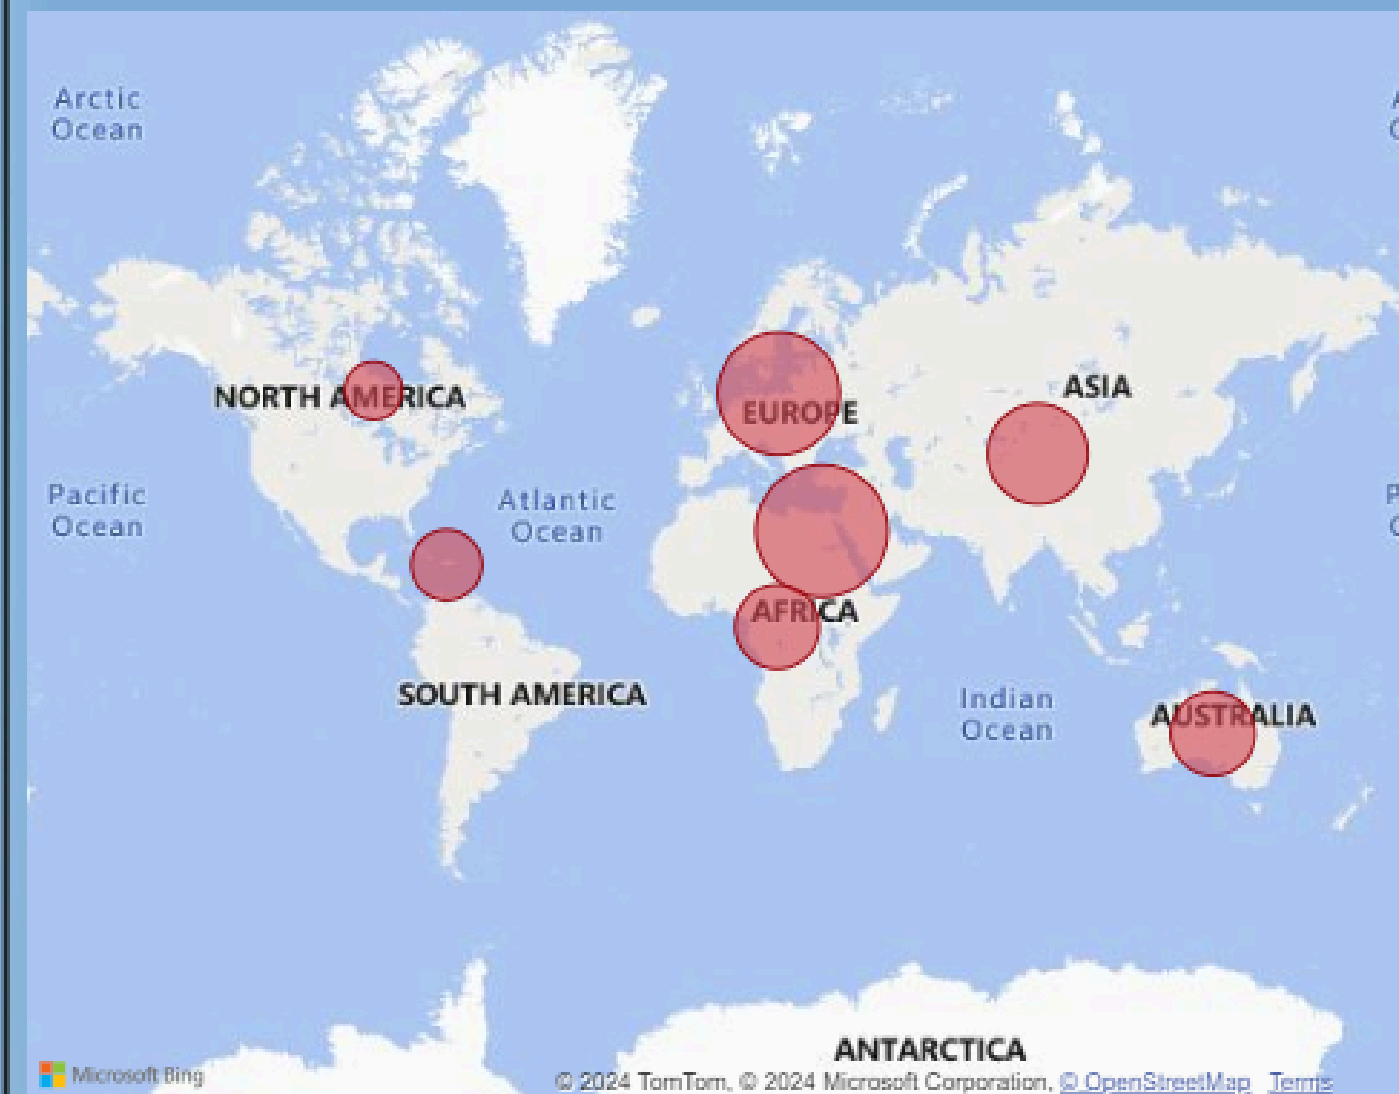 Arctic
Ocean
NORTH AMERICA
EUROPE
ASIA
Pacific
Ocean
Atlantic
Ocean
AFRICA
SOUTH AMERICA
Indian
Ocean
AUSTRALIA
ANTARCTICA
Microsoft Bing
© 2024 TomTom, © 2024 Microsoft Corporation, © OpenStreetMap Terms